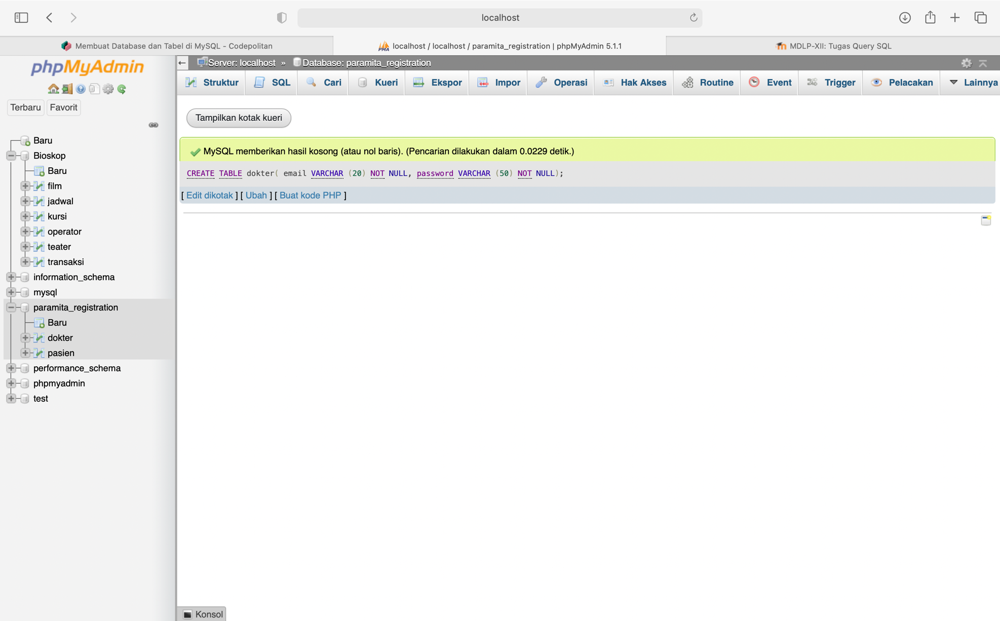 localhost
Membuat Database dan Tabel di MySQL - Codepolitan
PMA localhost / localhost / paramita_registration | phpMyAdmin 5.1.1
MDLP-XII: Tugas Query SQL
phpMyAdmin
Server: localhost » Database: paramita_registration
Struktur SQL Cari Kueri Ekspor Impor Operasi Hak Akses Routine Event Trigger Pelacakan Lainnya
Terbaru Favorit
Baru
Bioskop
Baru
film
jadwal
kursi
operator
teater
transaksi
information_schema
mysql
paramita_registration
Baru
dokter
pasien
performance_schema
phpmyadmin
test
Tampilkan kotak kueri
MySQL memberikan hasil kosong (atau nol baris). (Pencarian dilakukan dalam 0.0229 detik.)
CREATE TABLE dokter( email VARCHAR (20) NOT NULL, password VARCHAR (50) NOT NULL);
[ Edit dikotak ] [ Ubah ] [ Buat kode PHP ]
Konsol